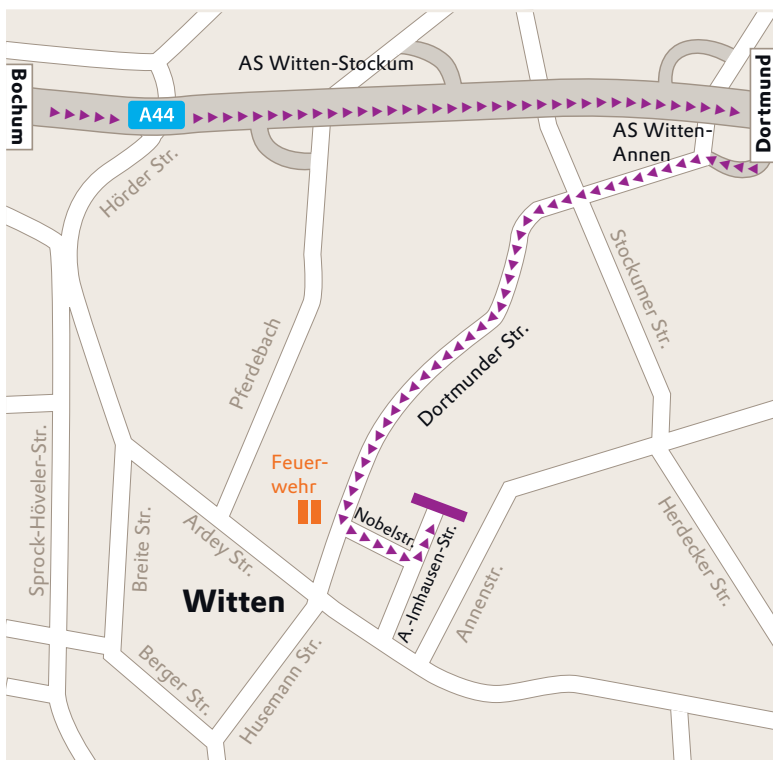 AS Witten-Stockum
Bochum
A44
Dortmund
AS Witten-
Annen
Hörder Str.
Stockumer Str.
Pferdebach
Dortmunder Str.
Feuer-
wehr
Nobelstr.
A.-Imhausen-Str.
Sprock-Höveler-Str.
Breite Str.
Ardey Str.
Herdecker Str.
Annenstr.
Witten
Berger Str.
Husemann Str.